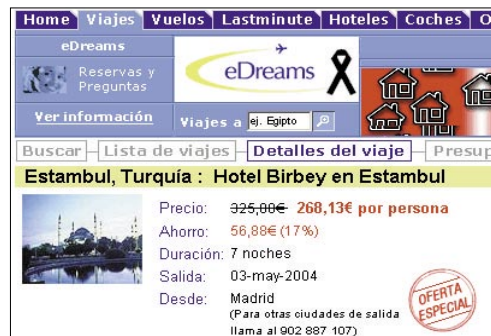 Home Viajes Vuelos Lastminute Hoteles Coches O
eDreams
Reservas y
Preguntas
eDreams
Ver información
Viajes a ej. Egipto
Buscar Lista de viajes Detalles del viaje Presup
Estambul, Turquía : Hotel Birbey en Estambul
Precio: 325,00€ 268,13€ por persona
Ahorro: 56,88€ (17%)
Duración: 7 noches
Salida: 03-may-2004
Desde: Madrid
(Para otras ciudades de salida
llama al 902 887 107)
OFERTA
ESPECIAL